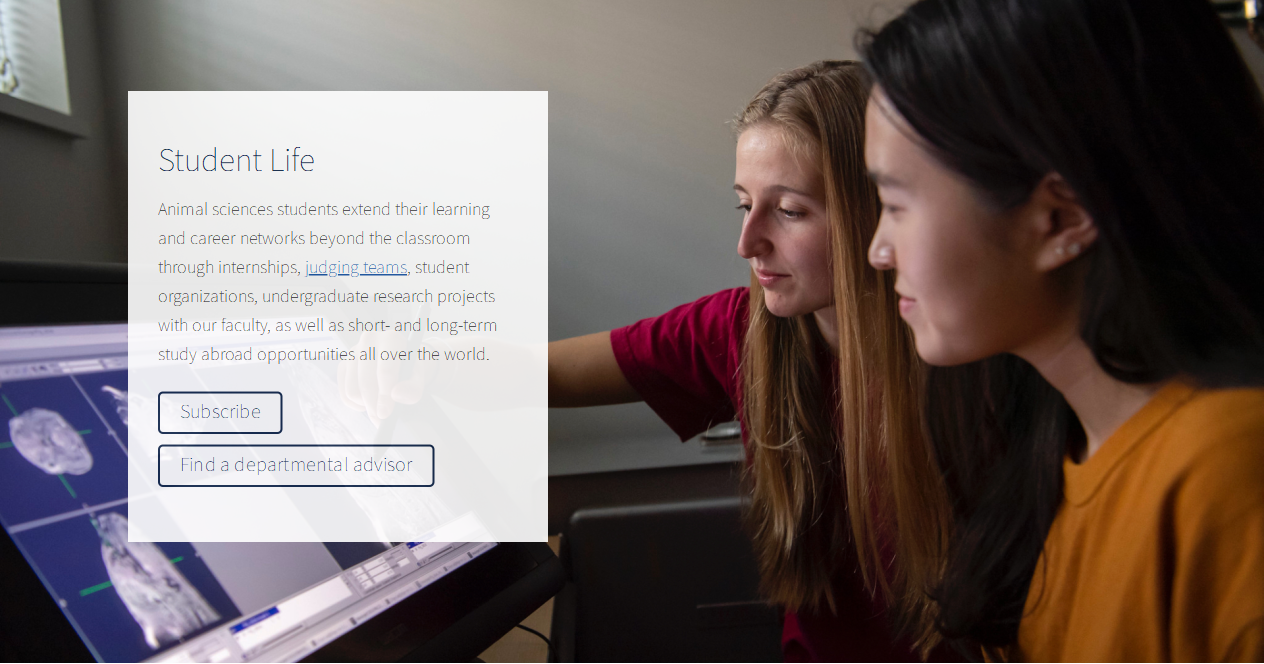 Student Life
Animal sciences students extend their learning
and career networks beyond the classroom
through internships, judging teams, student
organizations, undergraduate research projects
with our faculty, as well as short- and long-term
study abroad opportunities all over the world.
Subscribe
Find a departmental advisor